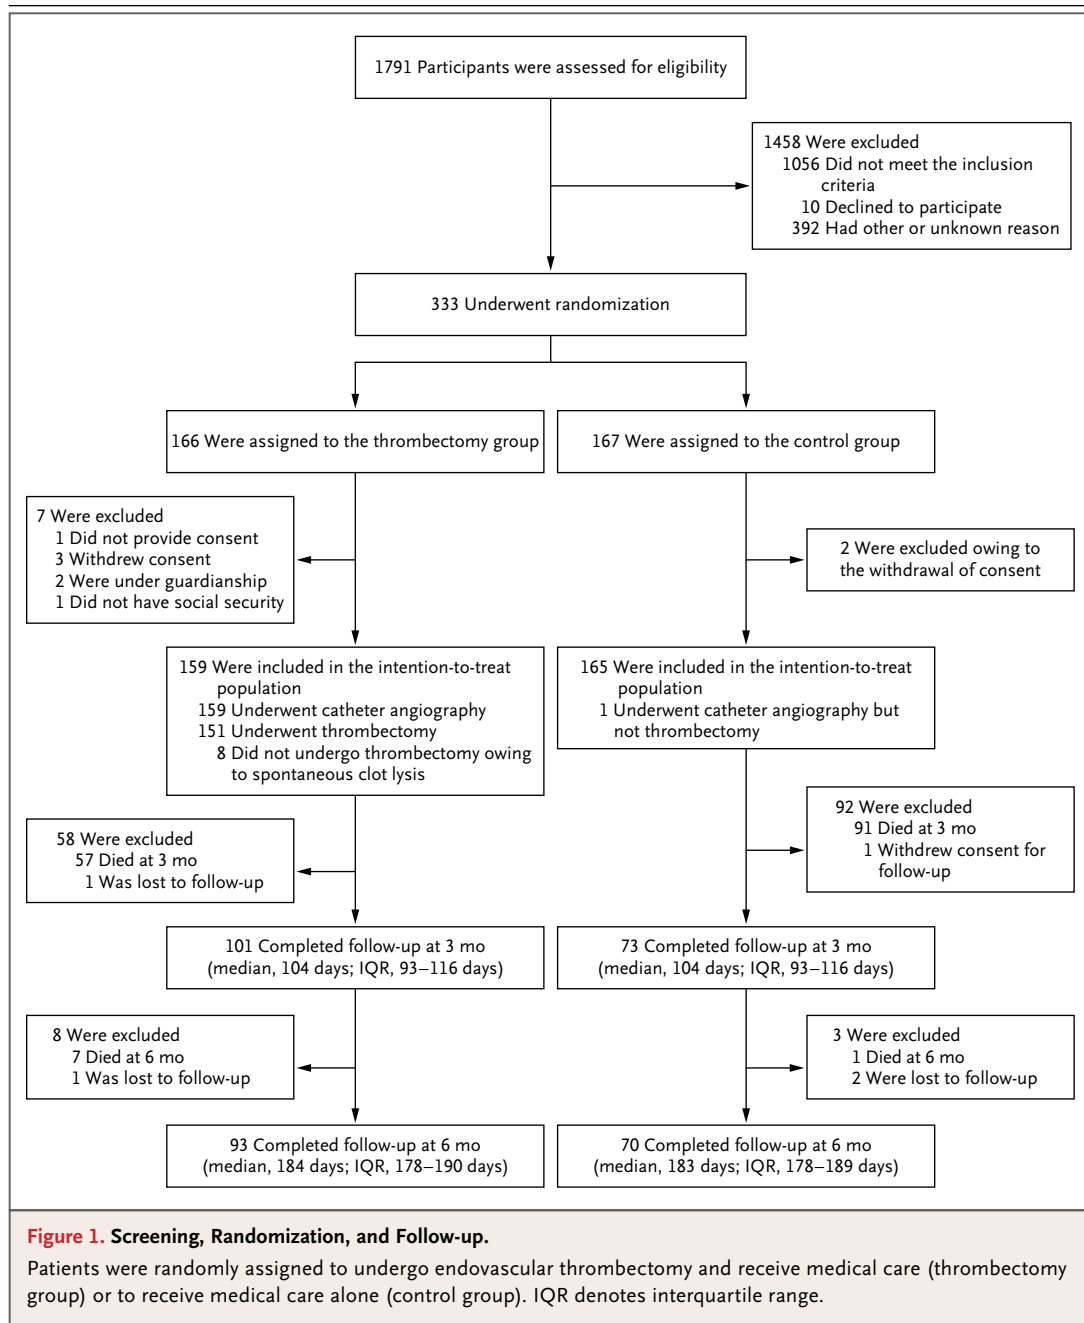 1791 Participants were assessed for eligibility
1458 Were excluded
1056 Did not meet the inclusion
criteria
10 Declined to participate
392 Had other or unknown reason
333 Underwent randomization
166 Were assigned to the thrombectomy group
167 Were assigned to the control group
7 Were excluded
1 Did not provide consent
3 Withdrew consent
2 Were under guardianship
1 Did not have social security
2 Were excluded owing to
the withdrawal of consent
159 Were included in the intention-to-treat
population
159 Underwent catheter angiography
151 Underwent thrombectomy
8 Did not undergo thrombectomy owing
to spontaneous clot lysis
165 Were included in the intention-to-treat
population
1 Underwent catheter angiography but
not thrombectomy
58 Were excluded
57 Died at 3 mo
1 Was lost to follow-up
92 Were excluded
91 Died at 3 mo
1 Withdrew consent for
follow-up
101 Completed follow-up at 3 mo
(median, 104 days; IQR, 93–116 days)
73 Completed follow-up at 3 mo
(median, 104 days; IQR, 93–116 days)
8 Were excluded
7 Died at 6 mo
1 Was lost to follow-up
3 Were excluded
1 Died at 6 mo
2 Were lost to follow-up
93 Completed follow-up at 6 mo
(median, 184 days; IQR, 178–190 days)
70 Completed follow-up at 6 mo
(median, 183 days; IQR, 178–189 days)
Figure 1. Screening, Randomization, and Follow-up.
Patients were randomly assigned to undergo endovascular thrombectomy and receive medical care (thrombectomy
group) or to receive medical care alone (control group). IQR denotes interquartile range.